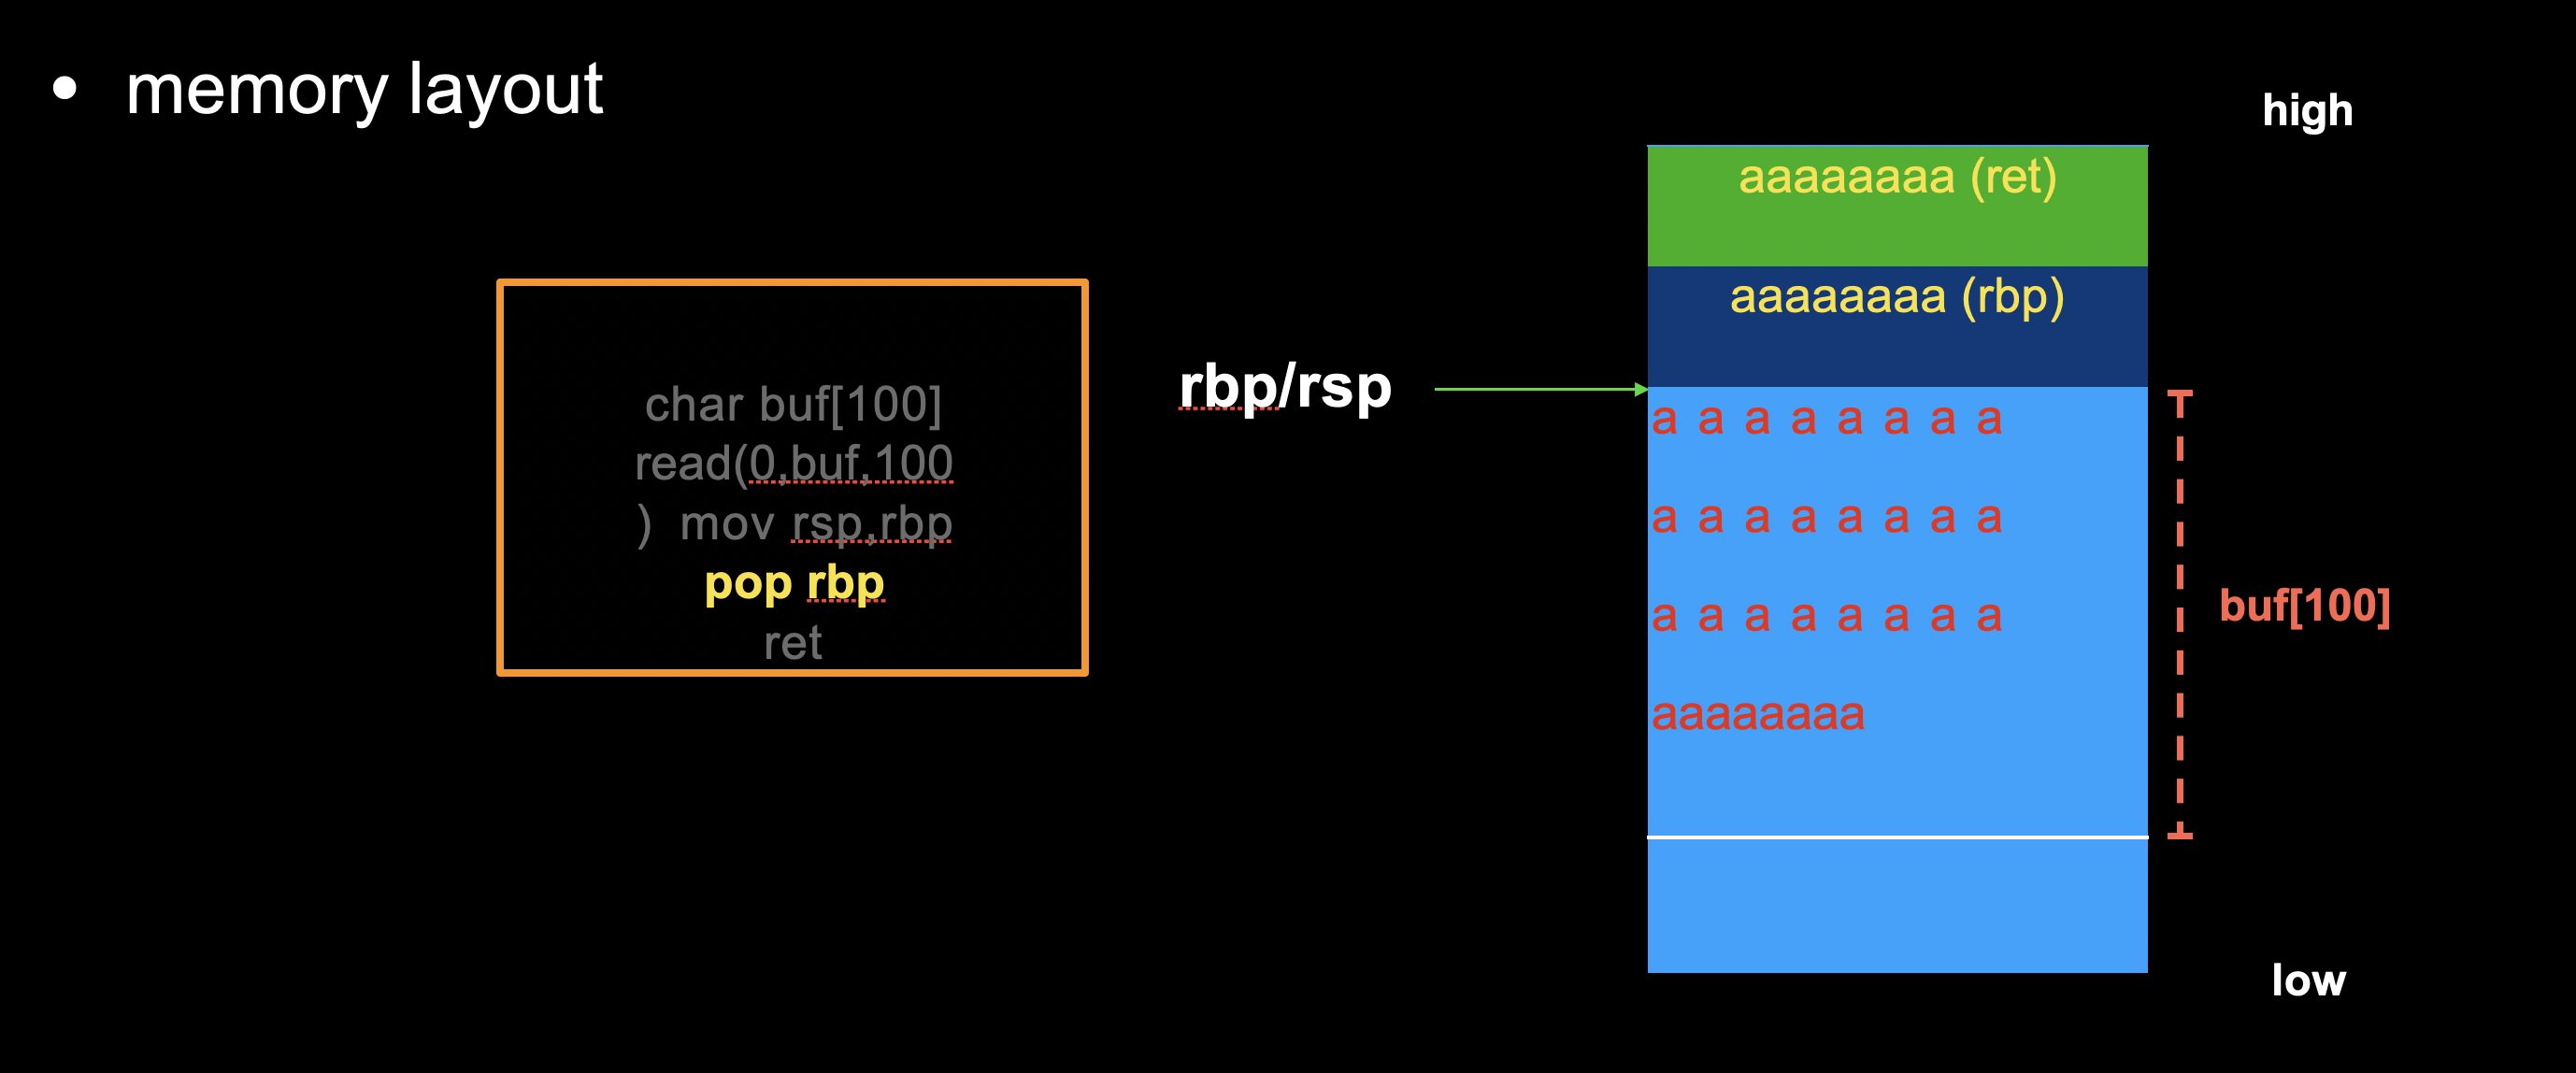 • memory layout
high
aaaaaaaa (ret)
aaaaaaaa (rbp)
char buf[100]
read(0,buf,100
) mov rsp,rbp
pop rbp
ret
rbp/rsp
a a a a a a a a
a a a a a a a a
a a a a a a a a
aaaaaaaa
buf[100]
low